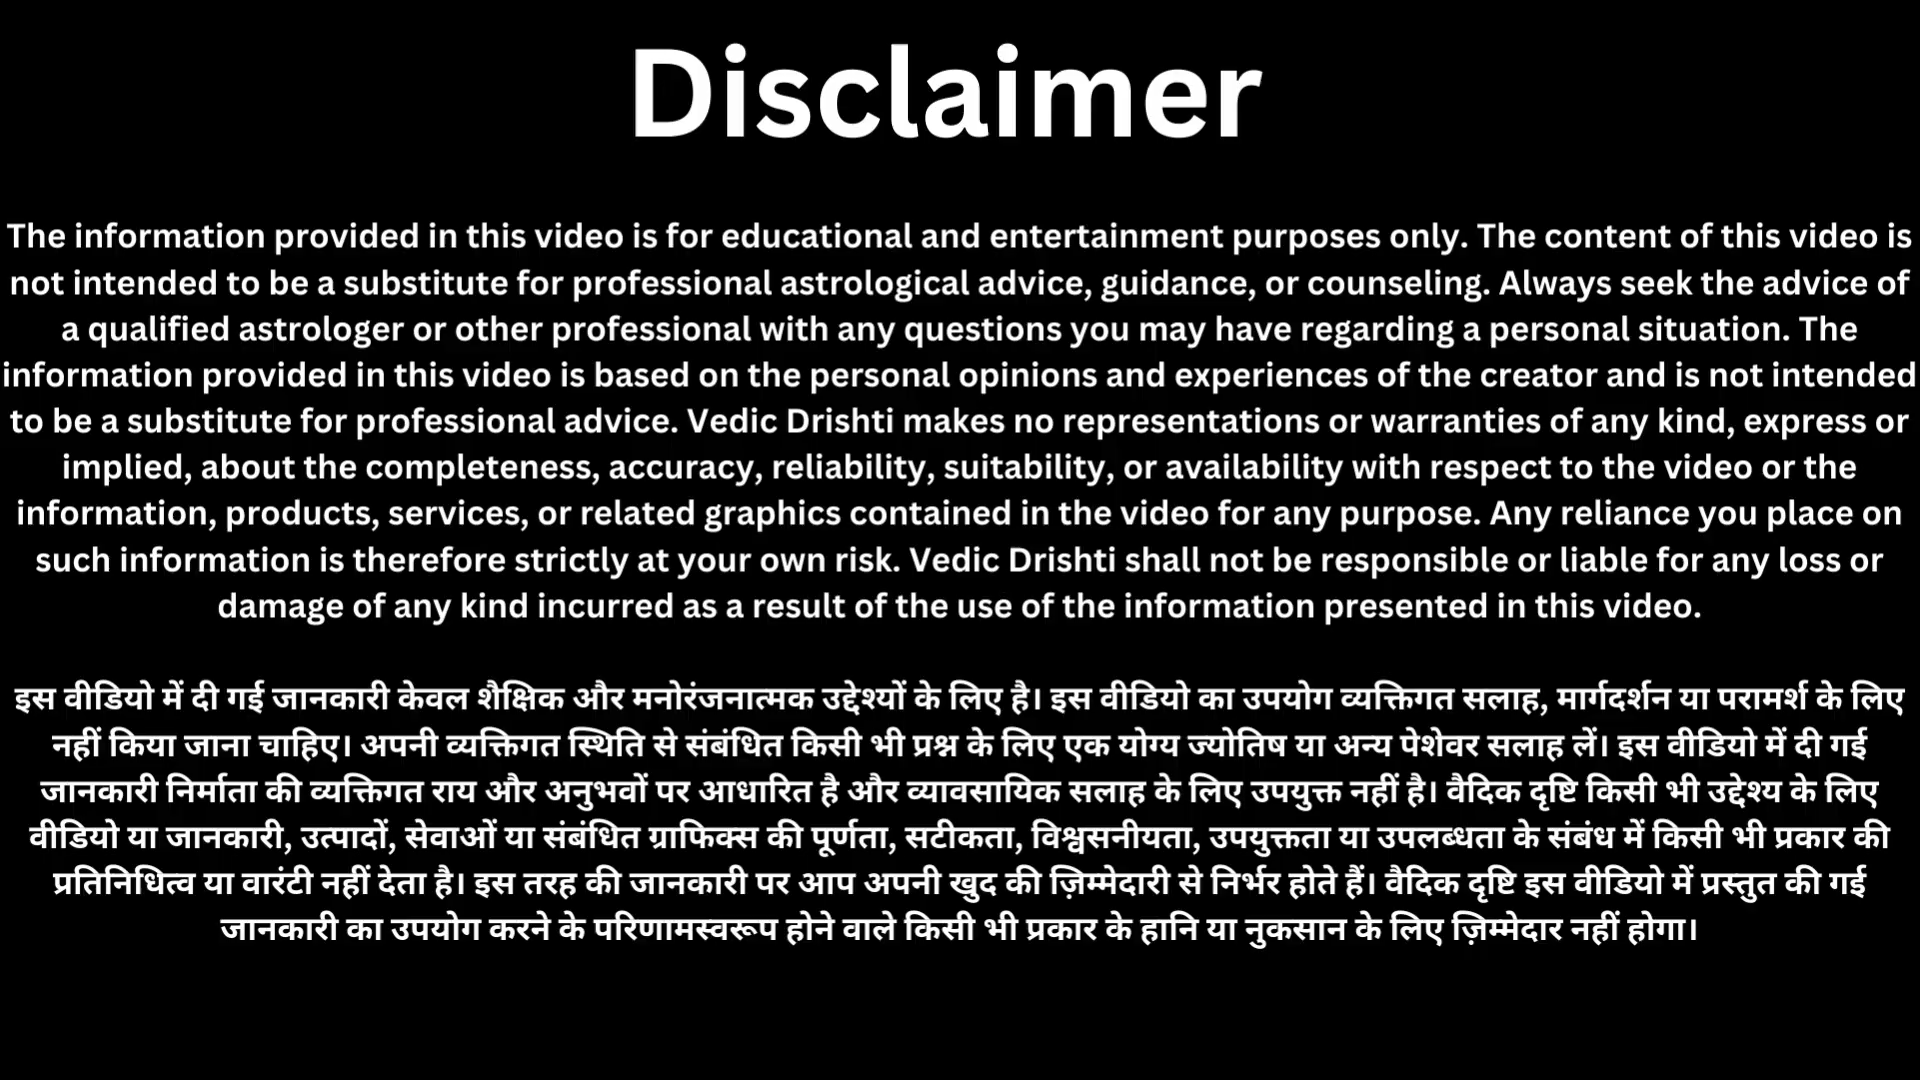 Disclaimer
The information provided in this video is for educational and entertainment purposes only. The content of this video is
not intended to be a substitute for professional astrological advice, guidance, or counseling. Always seek the advice of
a qualified astrologer or other professional with any questions you may have regarding a personal situation. The
information provided in this video is based on the personal opinions and experiences of the creator and is not intended
to be a substitute for professional advice. Vedic Drishti makes no representations or warranties of any kind, express or
implied, about the completeness, accuracy, reliability, suitability, or availability with respect to the video or the
information, products, services, or related graphics contained in the video for any purpose. Any reliance you place on
such information is therefore strictly at your own risk. Vedic Drishti shall not be responsible or liable for any loss or
damage of any kind incurred as a result of the use of the information presented in this video.
इस वीडियो में दी गई जानकारी केवल शैक्षिक और मनोरंजनात्मक उद्देश्यों के लिए है। इस वीडियो का उपयोग व्यक्तिगत सलाह, मार्गदर्शन या परामर्श के लिए
नहीं किया जाना चाहिए। अपनी व्यक्तिगत स्थिति से संबंधित किसी भी प्रश्न के लिए एक योग्य ज्योतिष या अन्य पेशेवर सलाह लें। इस वीडियो में दी गई
जानकारी निर्माता की व्यक्तिगत राय और अनुभवों पर आधारित है और व्यावसायिक सलाह के लिए उपयुक्त नहीं है। वैदिक दृष्टि किसी भी उद्देश्य के लिए
वीडियो या जानकारी, उत्पादों, सेवाओं या संबंधित ग्राफिक्स की पूर्णता, सटीकता, विश्वसनीयता, उपयुक्तता या उपलब्धता के संबंध में किसी भी प्रकार की
प्रतिनिधित्व या वारंटी नहीं देता है। इस तरह की जानकारी पर आप अपनी खुद की ज़िम्मेदारी से निर्भर होते हैं। वैदिक दृष्टि इस वीडियो में प्रस्तुत की गई
जानकारी का उपयोग करने के परिणामस्वरूप होने वाले किसी भी प्रकार के हानि या नुकसान के लिए ज़िम्मेदार नहीं होगा।